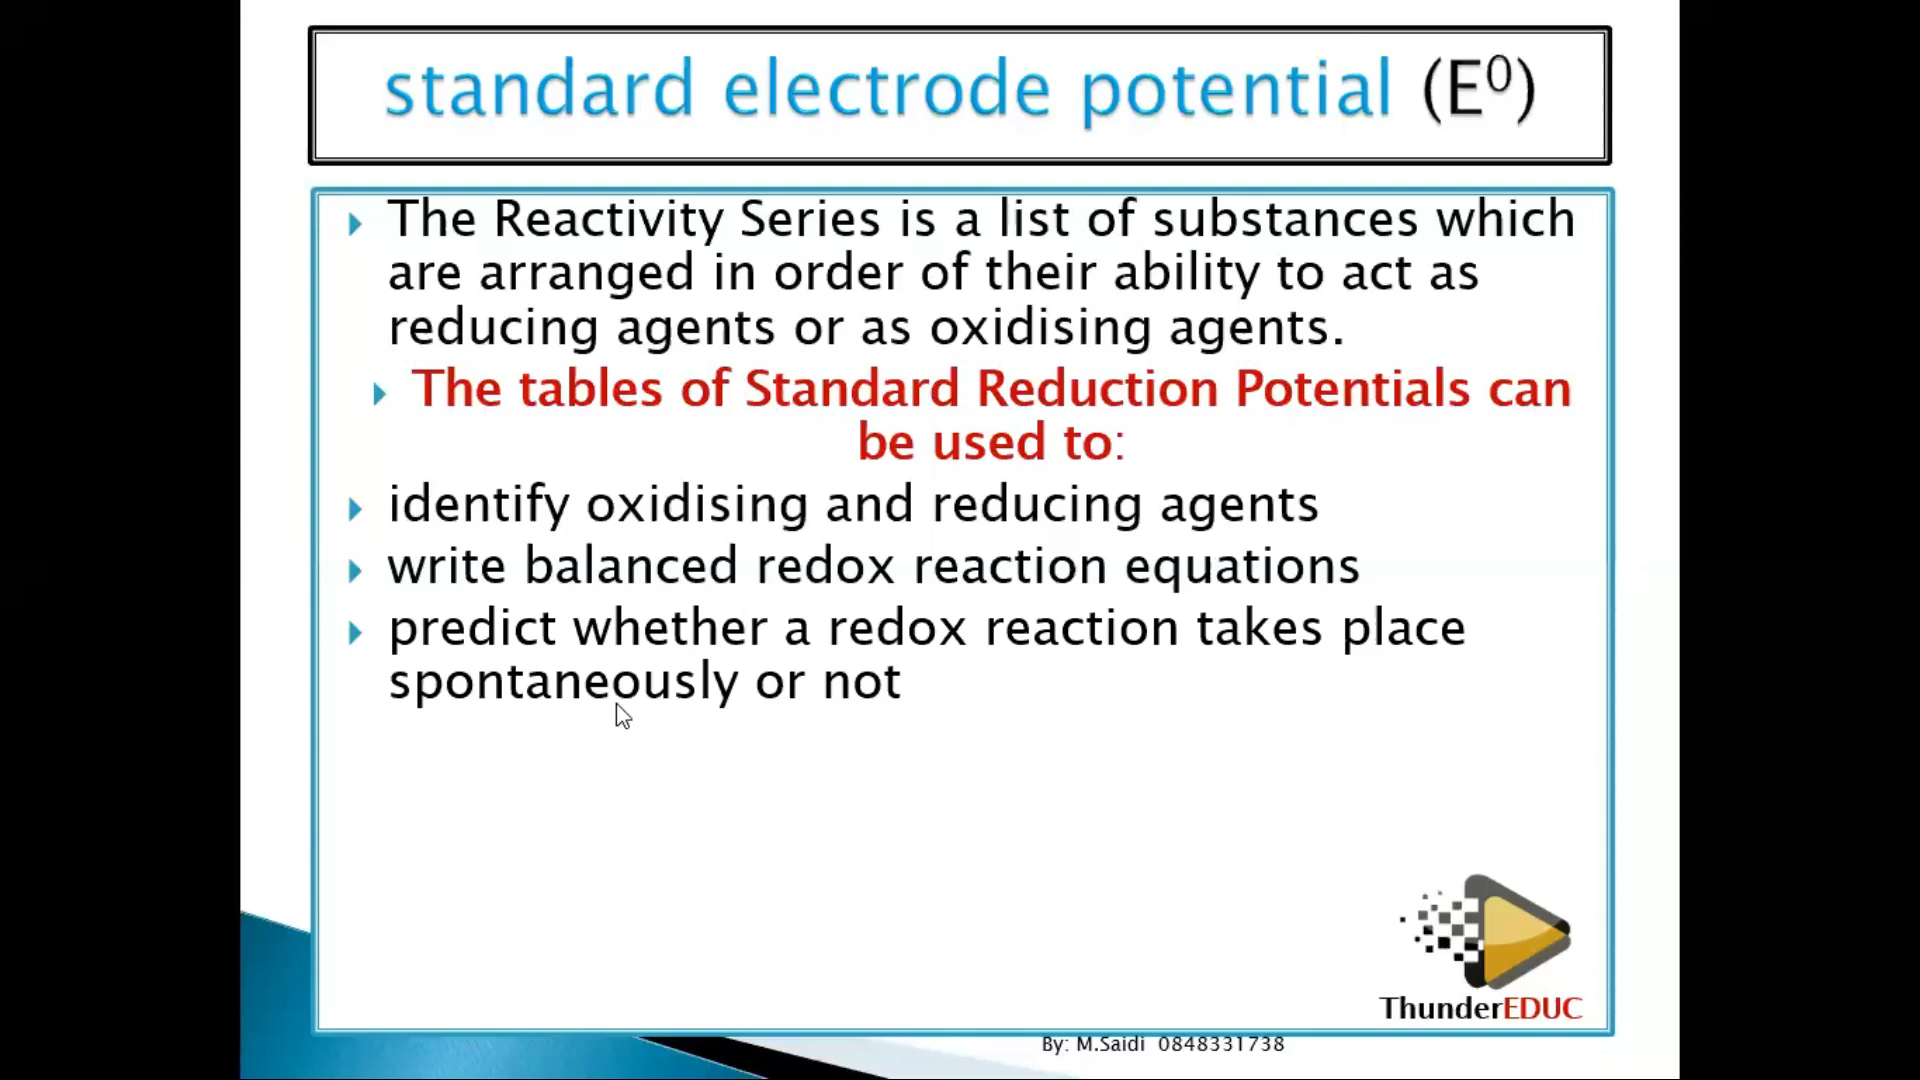 standard electrode potential (E⁰)
The Reactivity Series is a list of substances which
are arranged in order of their ability to act as
reducing agents or as oxidising agents.
The tables of Standard Reduction Potentials can
be used to:
identify oxidising and reducing agents
write balanced redox reaction equations
predict whether a redox reaction takes place
spontaneously or not
ThunderEDUC
By: M.Saidi 0848331738